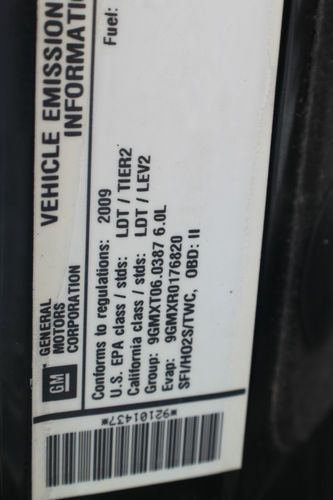 VEHICLE EMISSION
INFORMATI
GM
GENERAL
MOTORS
CORPORATION
Fuel:
Conforms to regulations: 2009
U.S. EPA class / stds: LDT / TIER2
California class / stds: LDT / LEV2
Group: 9GMXT06.0387 6.0L
Evap: 9GMXR0176820
SFI/HO2S/TWC, OBD: II
*92101437*